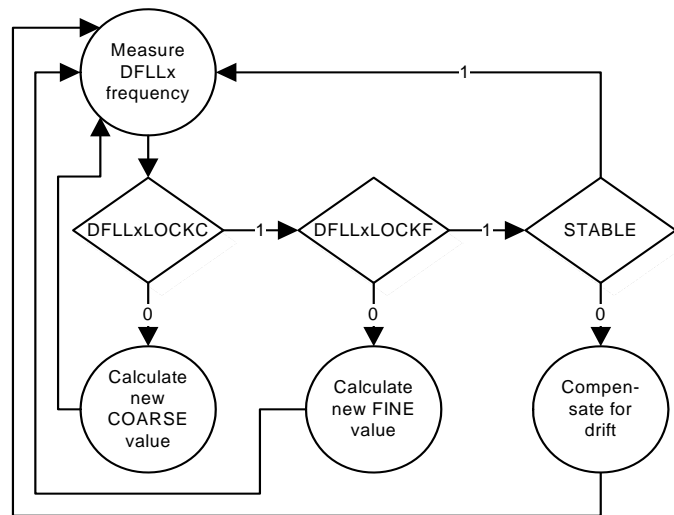 Measure
DFLLx
frequency
1
DFLLxLOCKC
1
DFLLxLOCKF
1
STABLE
0
0
0
Calculate
new
COARSE
value
Calculate
new FINE
value
Compen-
sate for
drift